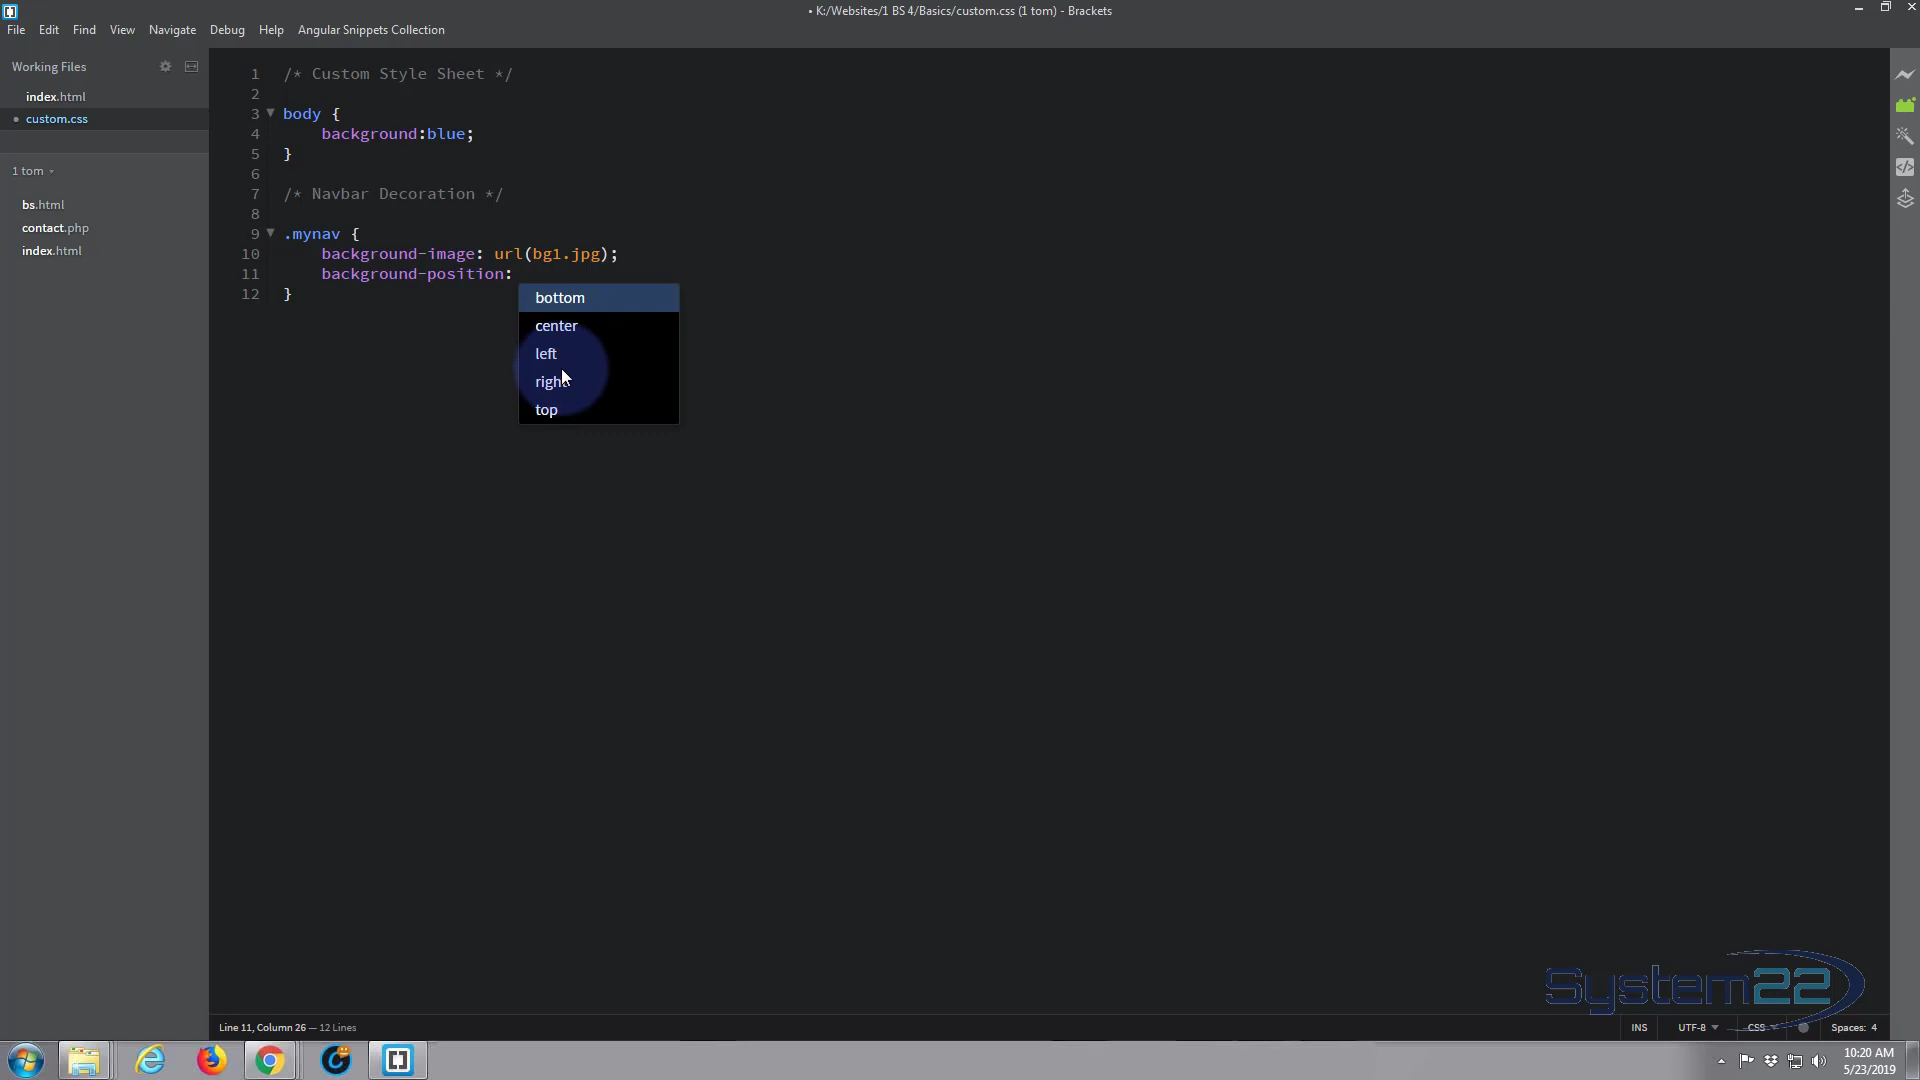 • K:/Websites/1 BS 4/Basics/custom.css (1 tom) - Brackets
File Edit Find View Navigate Debug Help Angular Snippets Collection
Working Files
index.html
• custom.css
1 tom
bs.html
contact.php
index.html
1 /* Custom Style Sheet */
2
3 body {
4 background:blue;
5 }
6
7 /* Navbar Decoration */
8
9 .mynav {
10 background-image: url(bg1.jpg);
11 background-position:
12 }
bottom
center
left
right
top
System22
Line 11, Column 26 — 12 Lines
INS UTF-8 CSS Spaces: 4
10:20 AM
5/23/2019